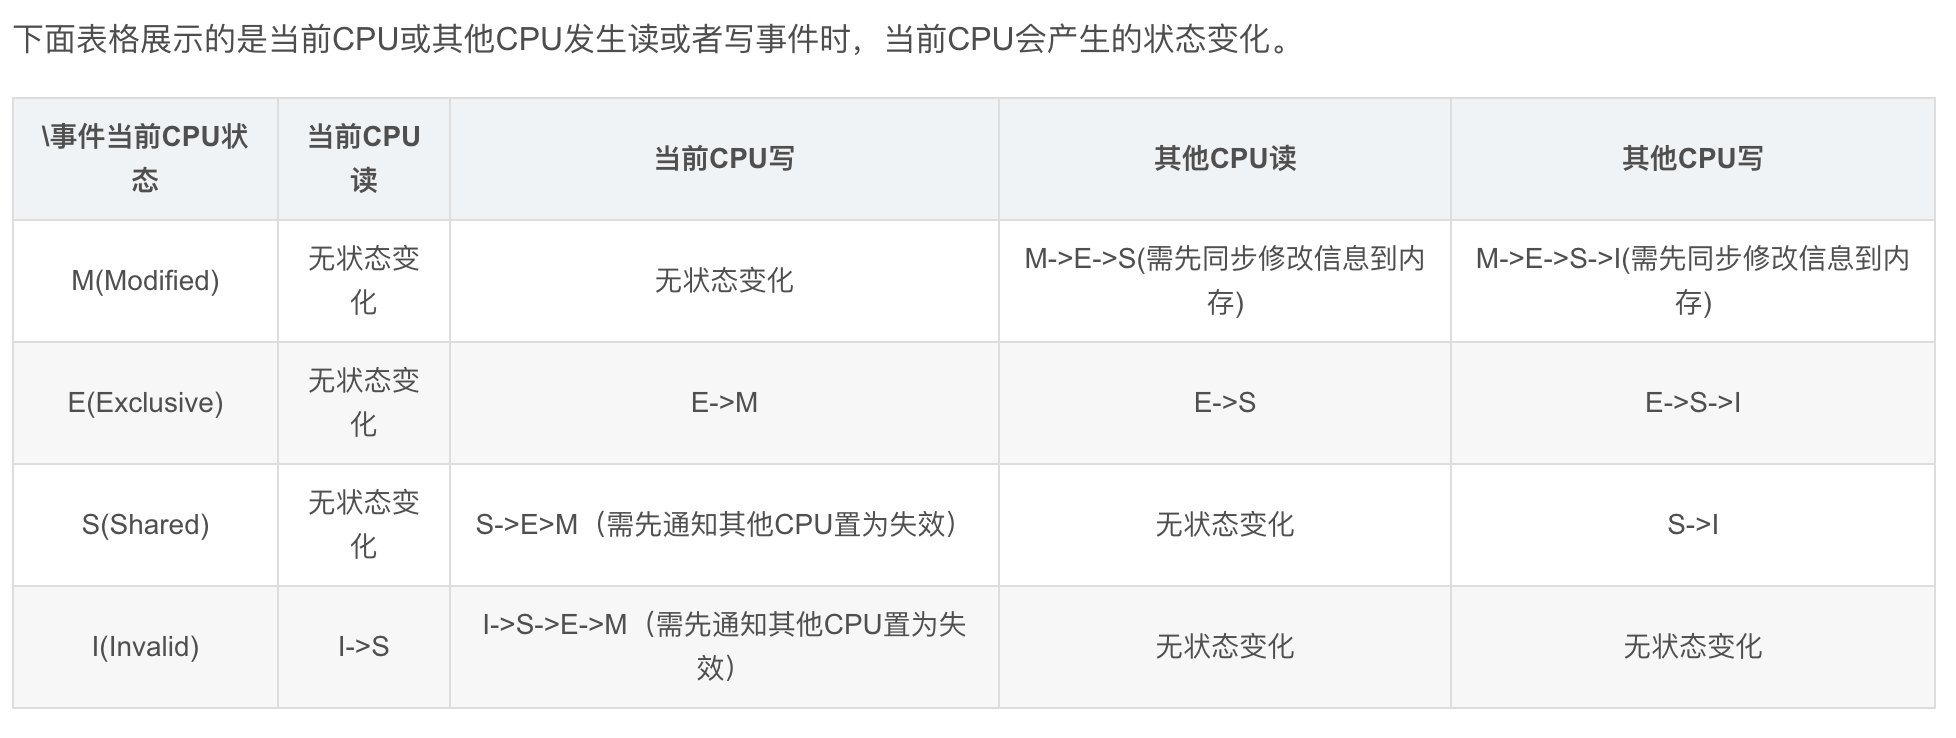 下面表格展示的是当前CPU或其他CPU发生读或者写事件时，当前CPU会产生的状态变化。
\事件当前CPU状
态
当前CPU
读
当前CPU写
其他CPU读
其他CPU写
M(Modified)
无状态变
化
无状态变化
M->E->S(需先同步修改信息到内
存)
M->E->S->I(需先同步修改信息到内
存)
E(Exclusive)
无状态变
化
E->M
E->S
E->S->I
S(Shared)
无状态变
化
S->E>M（需先通知其他CPU置为失效）
无状态变化
S->I
I(Invalid)
I->S
I->S->E->M（需先通知其他CPU置为失
效）
无状态变化
无状态变化